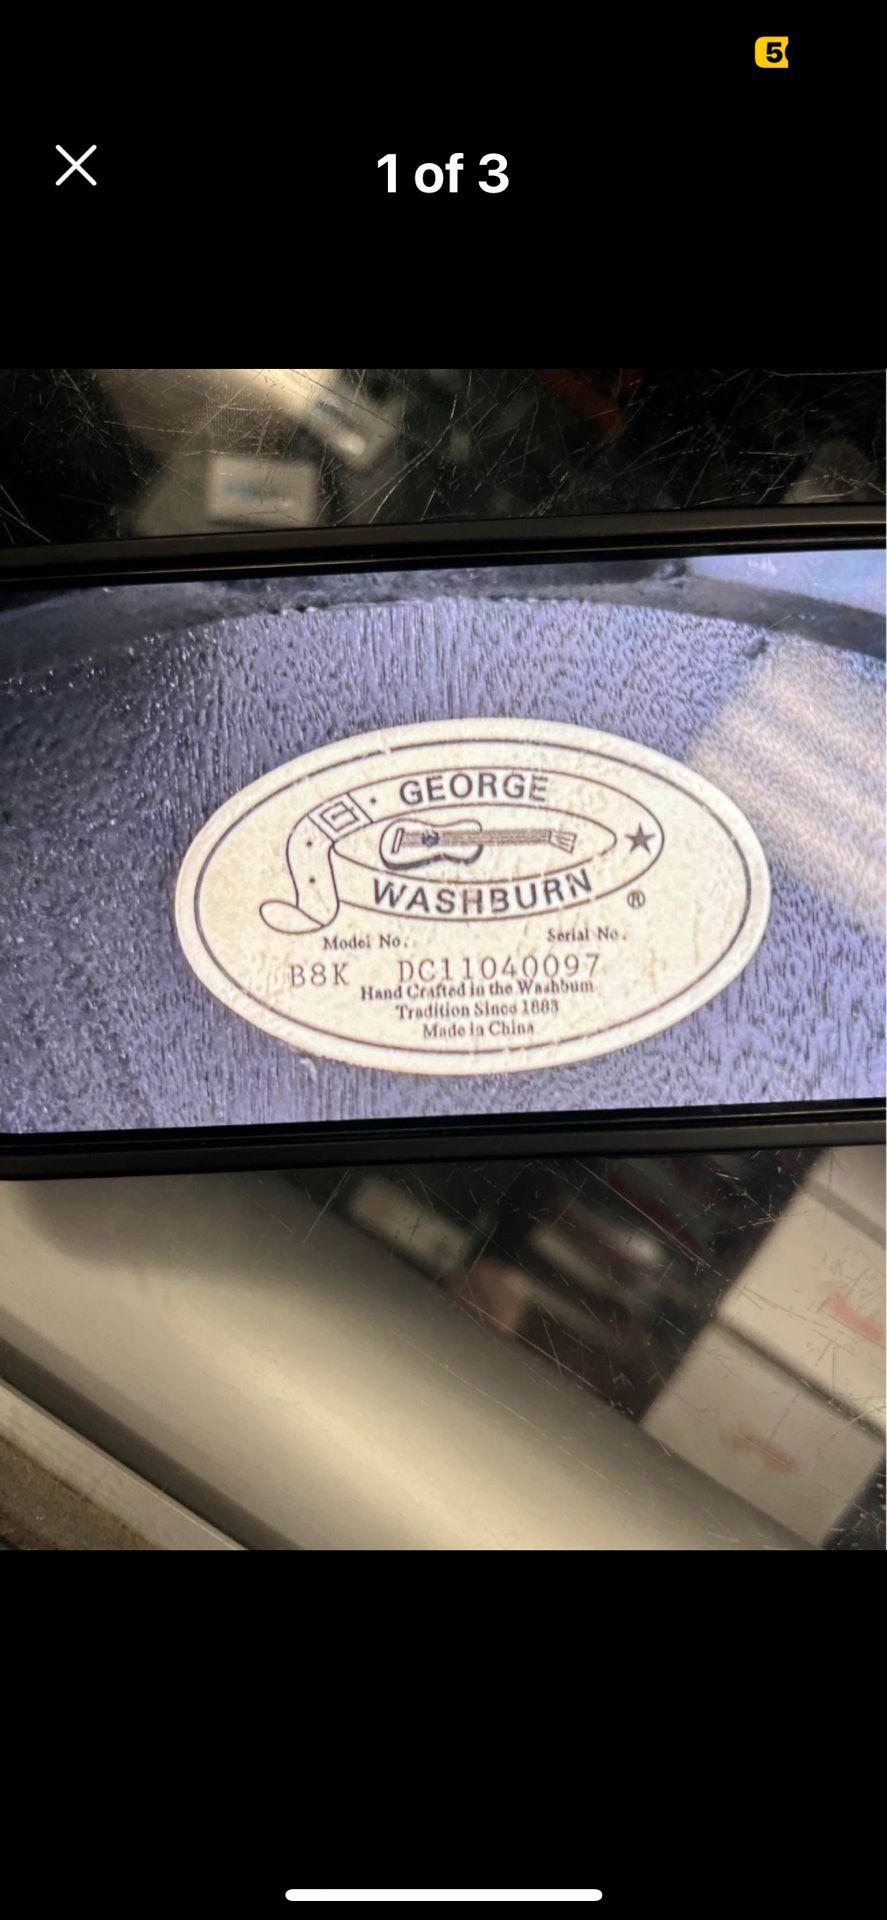 5
1 of 3
GEORGE
WASHBURN
®
Model No. Serial No.
B8K DC11040097
Hand Crafted in the Washburn
Tradition Since 1883
Made in China